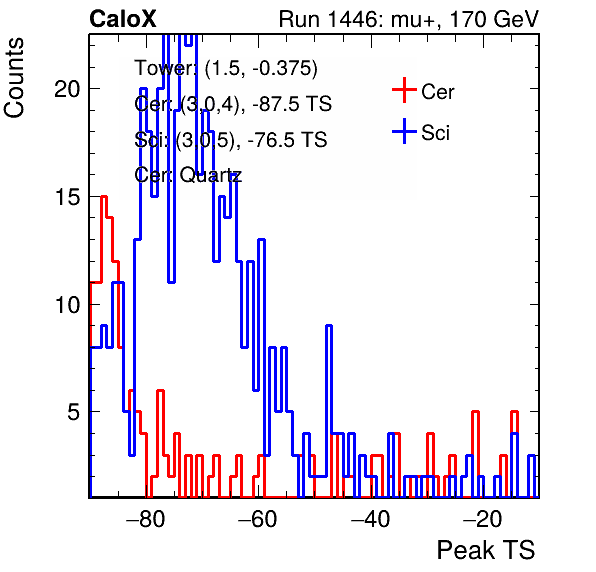 CaloX Run 1446: mu+, 170 GeV
Counts
Tower: (1.5, -0.375)
Cer: (3,0,4), -87.5 TS
Sci: (3,0,5), -76.5 TS
Cer: Quartz
Cer
Sci
20
15
10
5
−80 −60 −40 −20
Peak TS